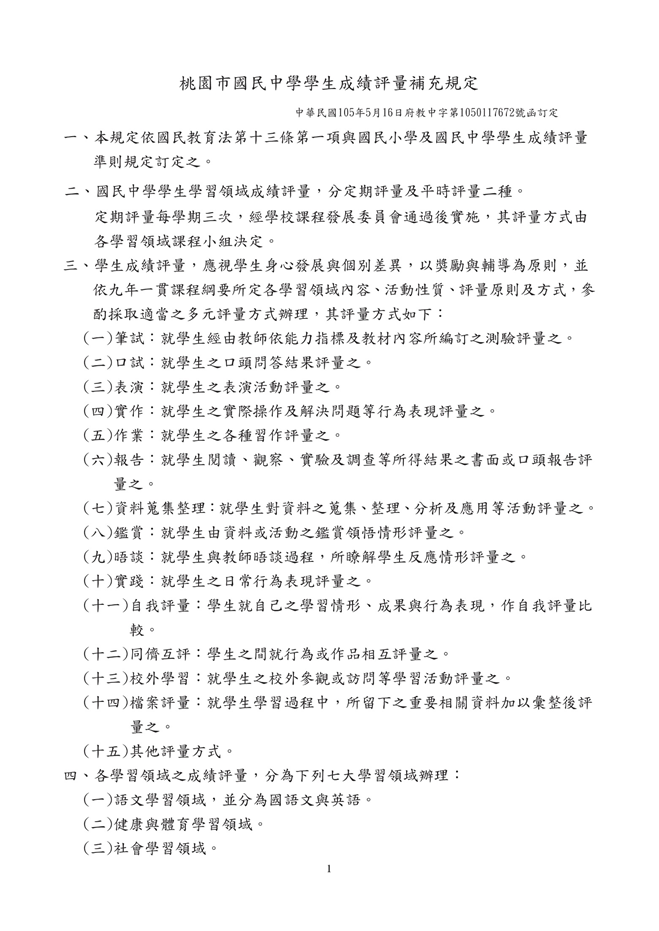 桃園市國民中學學生成績評量補充規定
中華民國105年5月16日府教中字第1050117672號函訂定
一、本規定依國民教育法第十三條第一項與國民小學及國民中學學生成績評量
準則規定訂定之。
二、國民中學學生學習領域成績評量，分定期評量及平時評量二種。
定期評量每學期三次，經學校課程發展委員會通過後實施，其評量方式由
各學習領域課程小組決定。
三、學生成績評量，應視學生身心發展與個別差異，以獎勵與輔導為原則，並
依九年一貫課程綱要所定各學習領域內容、活動性質、評量原則及方式，參
酌採取適當之多元評量方式辦理，其評量方式如下：
(一)筆試：就學生經由教師依能力指標及教材內容所編訂之測驗評量之。
(二)口試：就學生之口頭問答結果評量之。
(三)表演：就學生之表演活動評量之。
(四)實作：就學生之實際操作及解決問題等行為表現評量之。
(五)作業：就學生之各種習作評量之。
(六)報告：就學生閱讀、觀察、實驗及調查等所得結果之書面或口頭報告評
量之。
(七)資料蒐集整理：就學生對資料之蒐集、整理、分析及應用等活動評量之。
(八)鑑賞：就學生由資料或活動之鑑賞領悟情形評量之。
(九)晤談：就學生與教師晤談過程，所瞭解學生反應情形評量之。
(十)實踐：就學生之日常行為表現評量之。
(十一)自我評量：學生就自己之學習情形、成果與行為表現，作自我評量比
較。
(十二)同儕互評：學生之間就行為或作品相互評量之。
(十三)校外學習：就學生之校外參觀或訪問等學習活動評量之。
(十四)檔案評量：就學生學習過程中，所留下之重要相關資料加以彙整後評
量之。
(十五)其他評量方式。
四、各學習領域之成績評量，分為下列七大學習領域辦理：
(一)語文學習領域，並分為國語文與英語。
(二)健康與體育學習領域。
(三)社會學習領域。
1